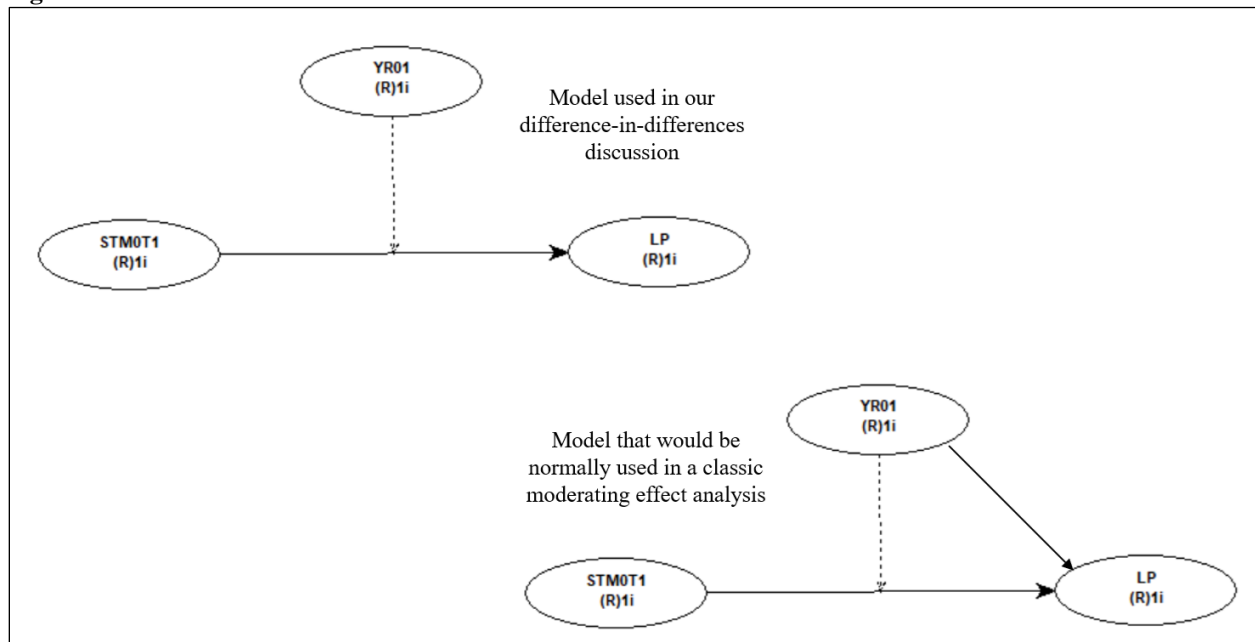 YR01
(R)1i
Model used in our
difference-in-differences
discussion
STM0T1
(R)1i
LP
(R)1i
YR01
(R)1i
Model that would be
normally used in a classic
moderating effect analysis
STM0T1
(R)1i
LP
(R)1i